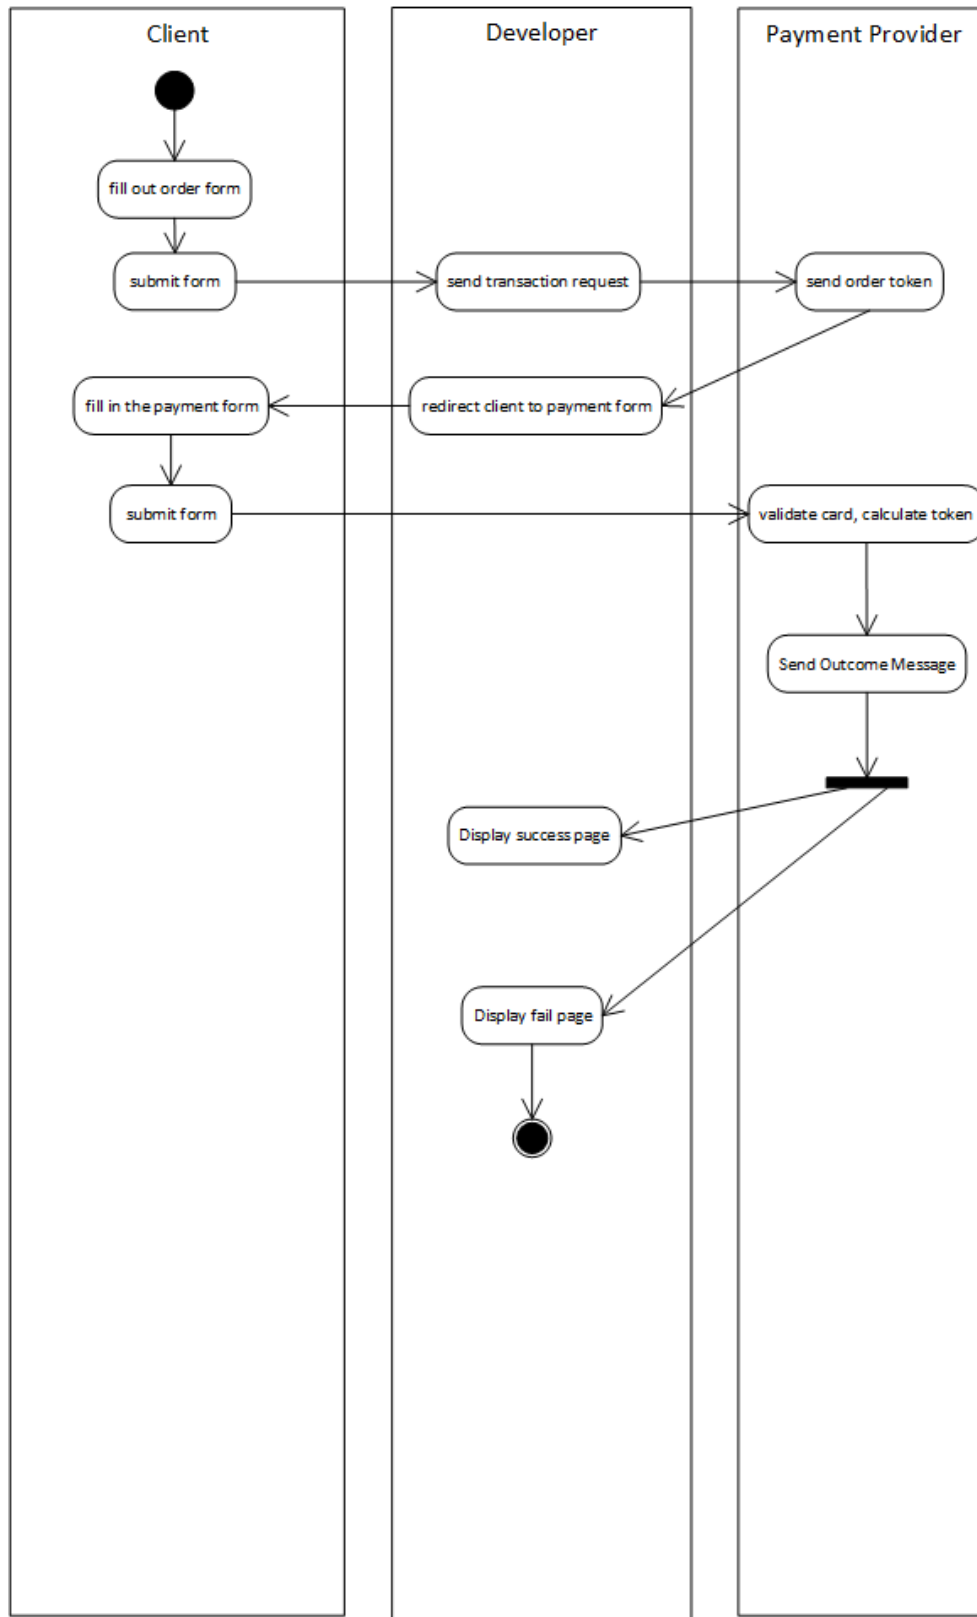 Client
Developer
Payment Provider
fill out order form
submit form
send transaction request
send order token
fill in the payment form
redirect client to payment form
submit form
validate card, calculate token
Send Outcome Message
Display success page
Display fail page